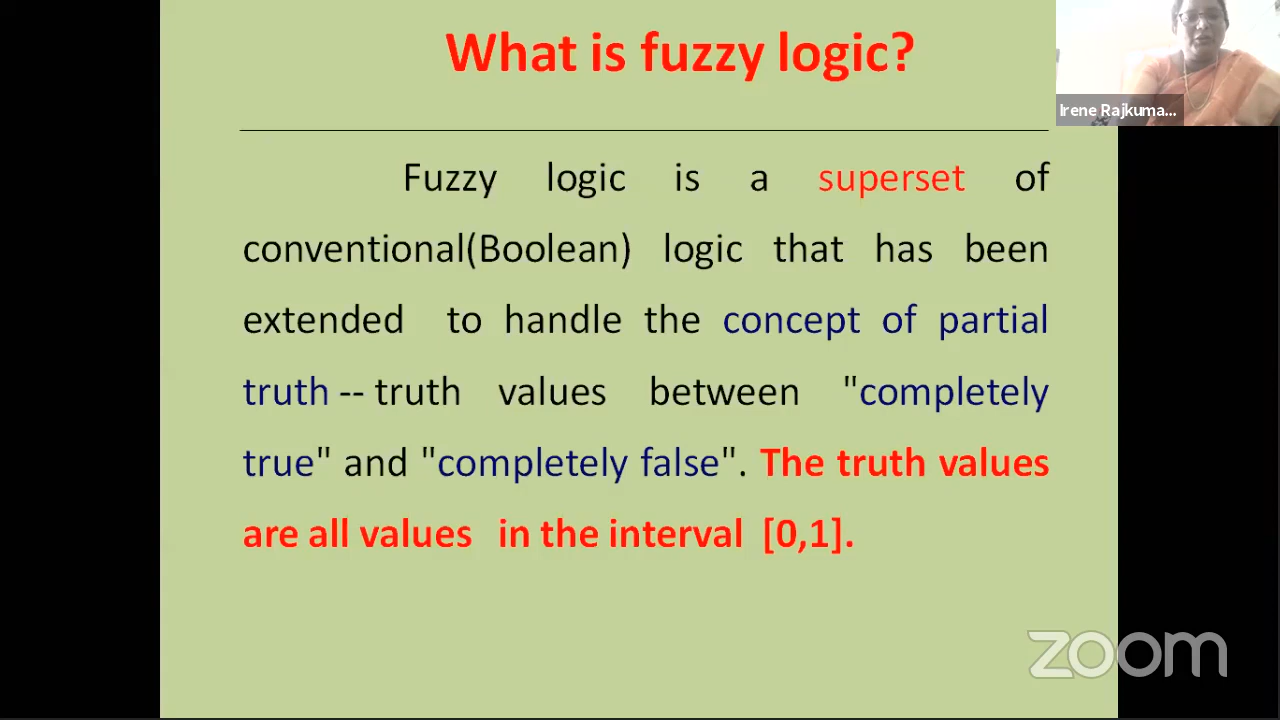 What is fuzzy logic?
Irene Rajkuma...
Fuzzy logic is a superset of
conventional(Boolean) logic that has been
extended to handle the concept of partial
truth -- truth values between "completely
true" and "completely false". The truth values
are all values in the interval [0,1].
zoom